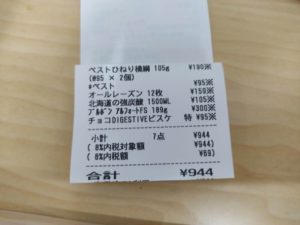 ベストひねり横綱 105g ¥190※
(@95 × 2個)
#ベスト ¥95※
オールレーズン 12枚 ¥159※
北海道の強炭酸 1500ML ¥105※
ﾌﾞﾙﾎﾞﾝ ｱﾙﾌｫｰﾄFS 189g ¥300※
チョコDIGESTIVEビスケ 特 ¥95※
小計 7点 ¥944
( 8%内税対象額 ¥944)
( 8%内税額 ¥69)
合計 ¥944